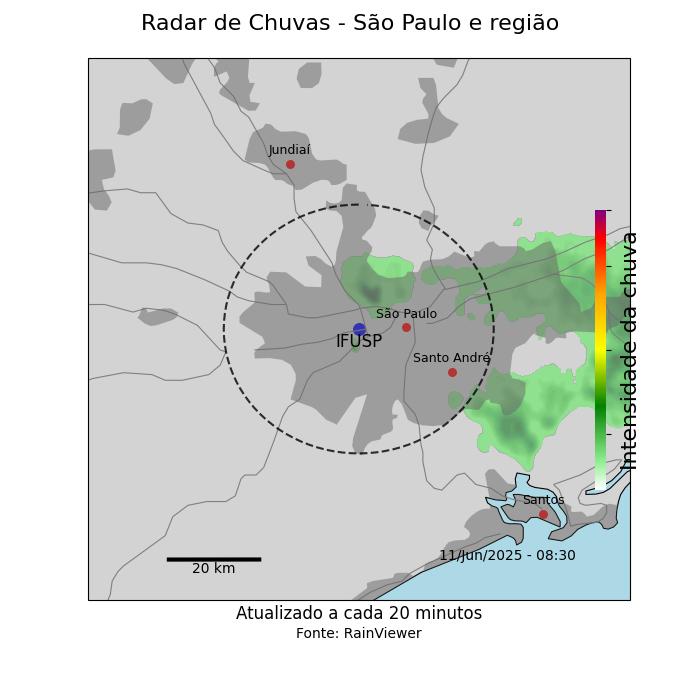 Radar de Chuvas - São Paulo e região
Jundiaí
São Paulo
IFUSP
Santo André
Intensidade da chuva
Santos
11/Jun/2025 - 08:30
20 km
Atualizado a cada 20 minutos
Fonte: RainViewer